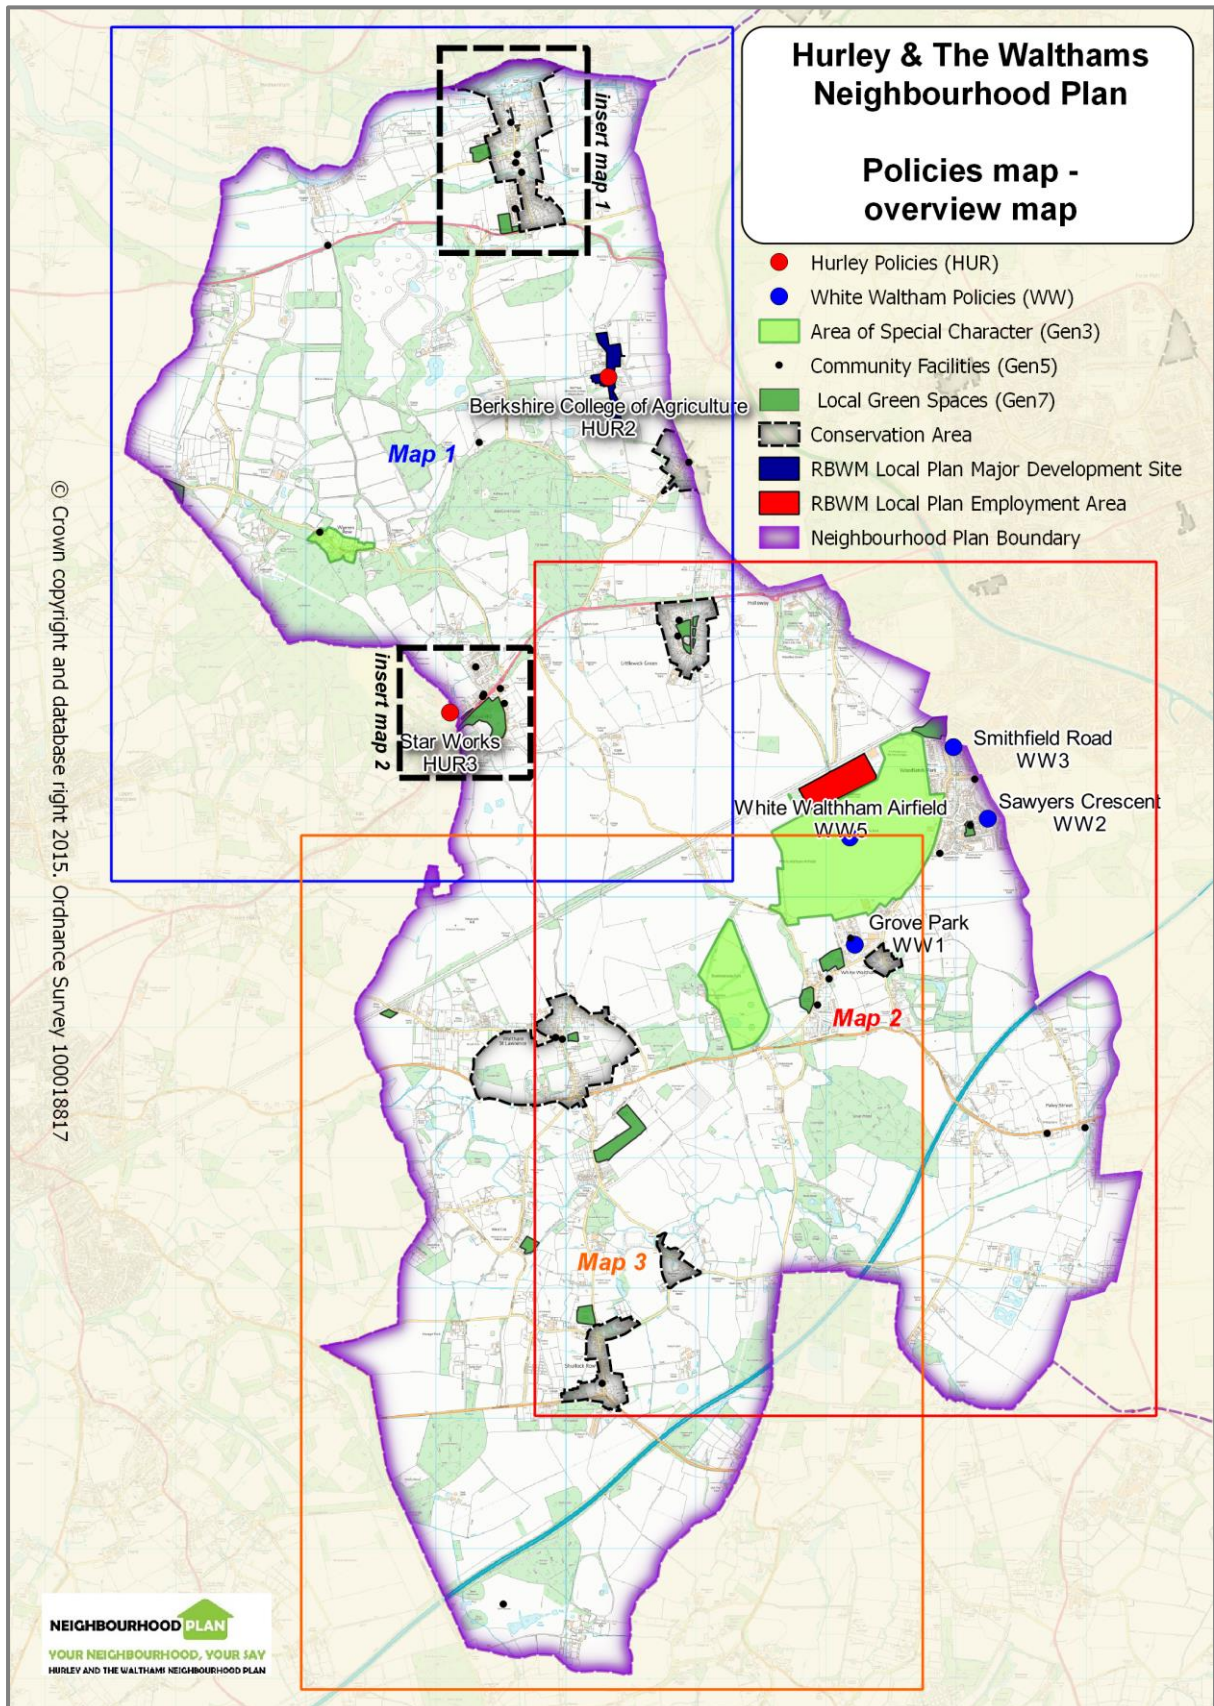 Hurley & The Walthams
Neighbourhood Plan
Policies map -
overview map
Hurley Policies (HUR)
White Waltham Policies (WW)
Area of Special Character (Gen3)
Community Facilities (Gen5)
Local Green Spaces (Gen7)
Conservation Area
RBWM Local Plan Major Development Site
RBWM Local Plan Employment Area
Neighbourhood Plan Boundary
insert map 1
Berkshire College of Agriculture
HUR2
Map 1
insert map 2
Star Works
HUR3
Littlewick Green
Smithfield Road
WW3
Sawyers Crescent
WW2
White Walthham Airfield
WW5
Grove Park
WW1
Map 2
Map 3
Paley Street
© Crown copyright and database right 2015. Ordnance Survey 100018817
NEIGHBOURHOOD PLAN
YOUR NEIGHBOURHOOD, YOUR SAY
HURLEY AND THE WALTHAMS NEIGHBOURHOOD PLAN